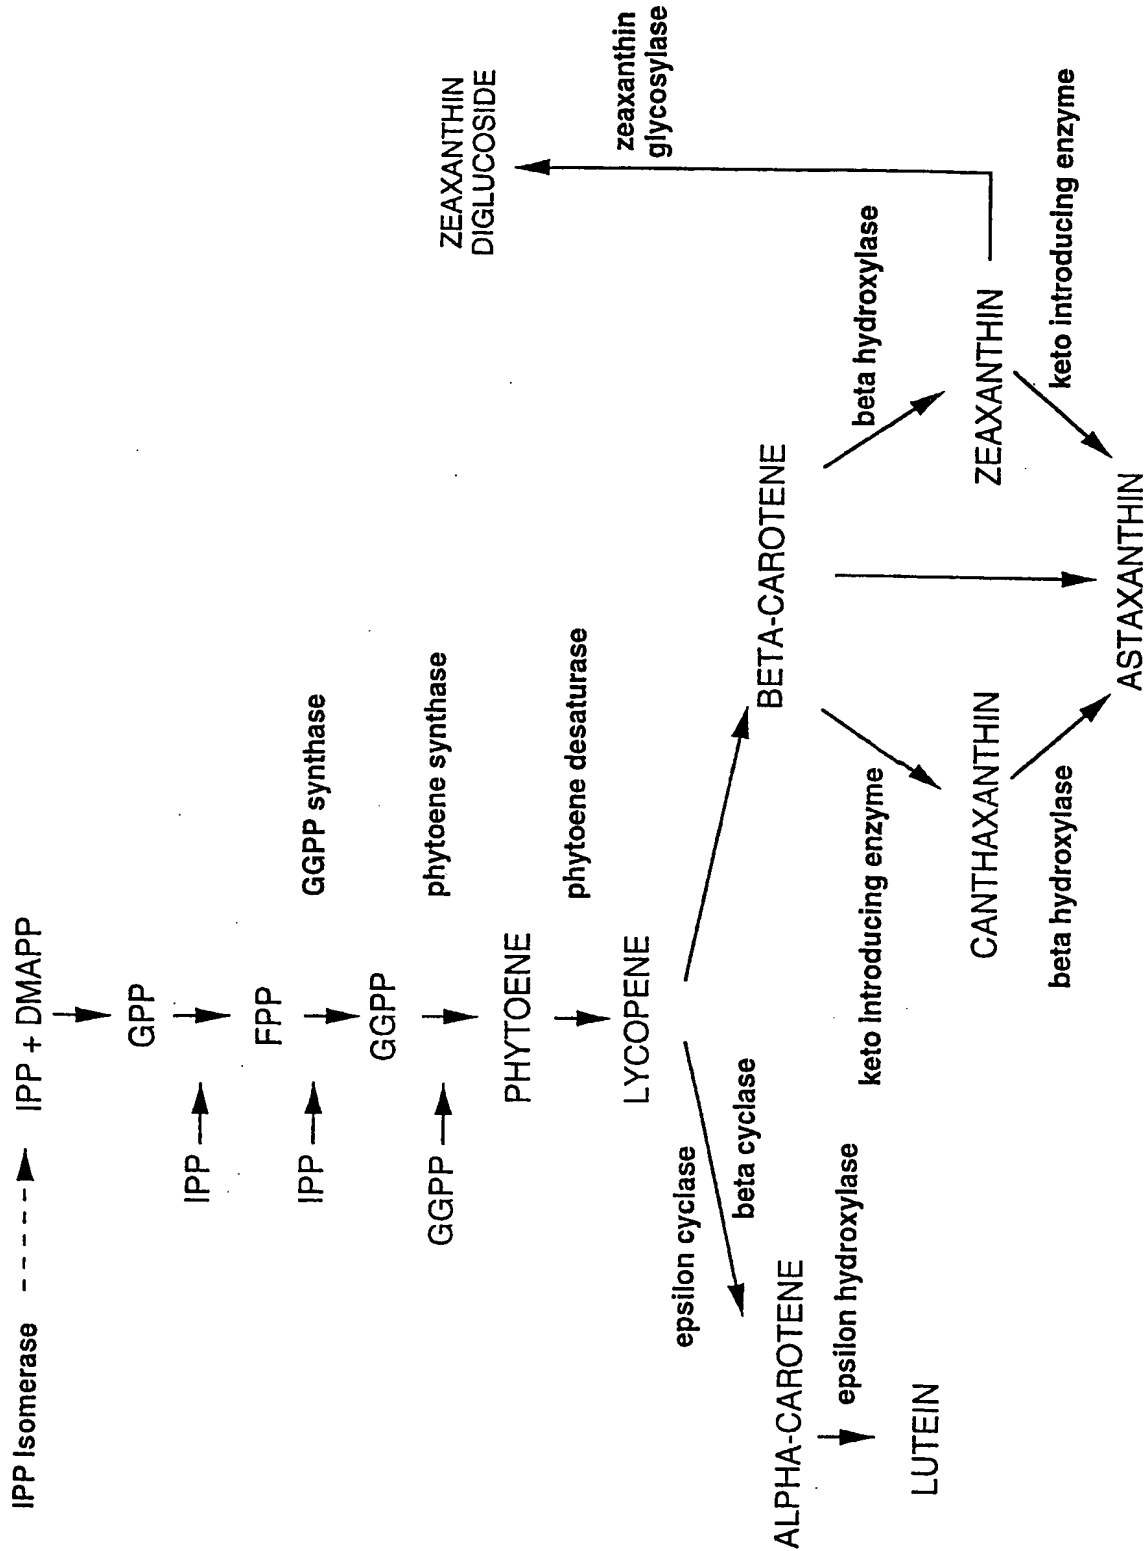 IPP Isomerase
IPP + DMAPP
GPP
IPP
FPP
IPP
GGPP synthase
GGPP
GGPP
phytoene synthase
PHYTOENE
phytoene desaturase
LYCOPENE
epsilon cyclase
beta cyclase
ALPHA-CAROTENE
epsilon hydroxylase
LUTEIN
BETA-CAROTENE
keto introducing enzyme
beta hydroxylase
CANTHAXANTHIN
ZEAXANTHIN
beta hydroxylase
keto introducing enzyme
ASTAXANTHIN
ZEAXANTHIN
DIGLUCOSIDE
zeaxanthin
glycosylase